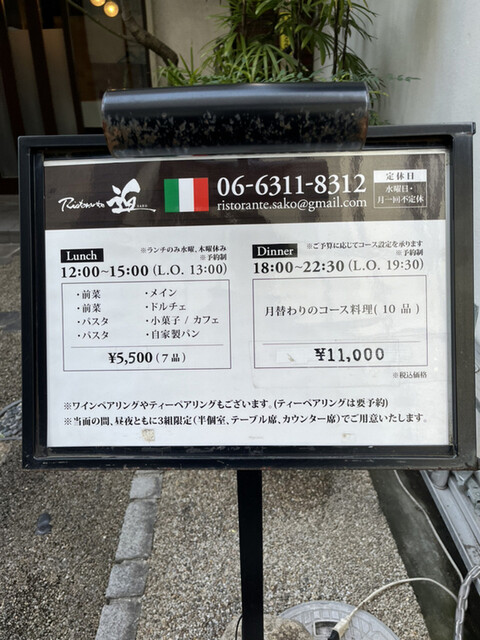 Ristorante SAKO
06-6311-8312
ristorante.sako@gmail.com
定休日
水曜日・
月一回不定休
Lunch
※ランチのみ水曜、木曜休み
※予約制
12:00~15:00 (L.O. 13:00)
・前菜
・前菜
・パスタ
・パスタ
・メイン
・ドルチェ
・小菓子 / カフェ
・自家製パン
¥5,500 (7品)
Dinner
※ご予算に応じてコース設定を承ります
※予約制
18:00~22:30 (L.O. 19:30)
月替わりのコース料理(10 品)
¥11,000
※税込価格
※ワインペアリングやティーペアリングもございます。(ティーペアリングは要予約)
※当面の間、昼夜ともに3組限定(半個室、テーブル席、カウンター席)でご用意いたします。